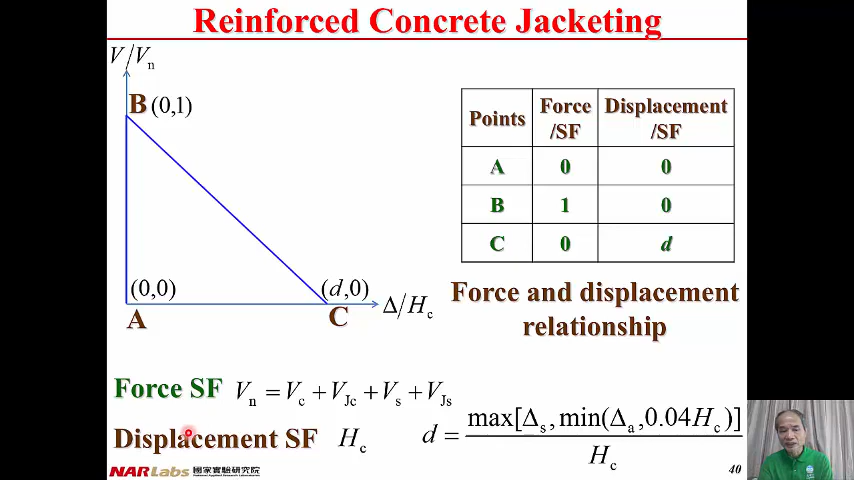 Reinforced Concrete Jacketing
V/Vn
B (0,1)
(0,0)
A
(d,0)
C
Δ/Hc
Points Force/SF Displacement/SF
A 0 0
B 1 0
C 0 d
Force and displacement
relationship
Force SF Vn = Vc + VJc + Vs + VJs
Displacement SF Hc d = max[Δs, min(Δa, 0.04Hc)] / Hc
NARLabs 國家實驗研究院
40